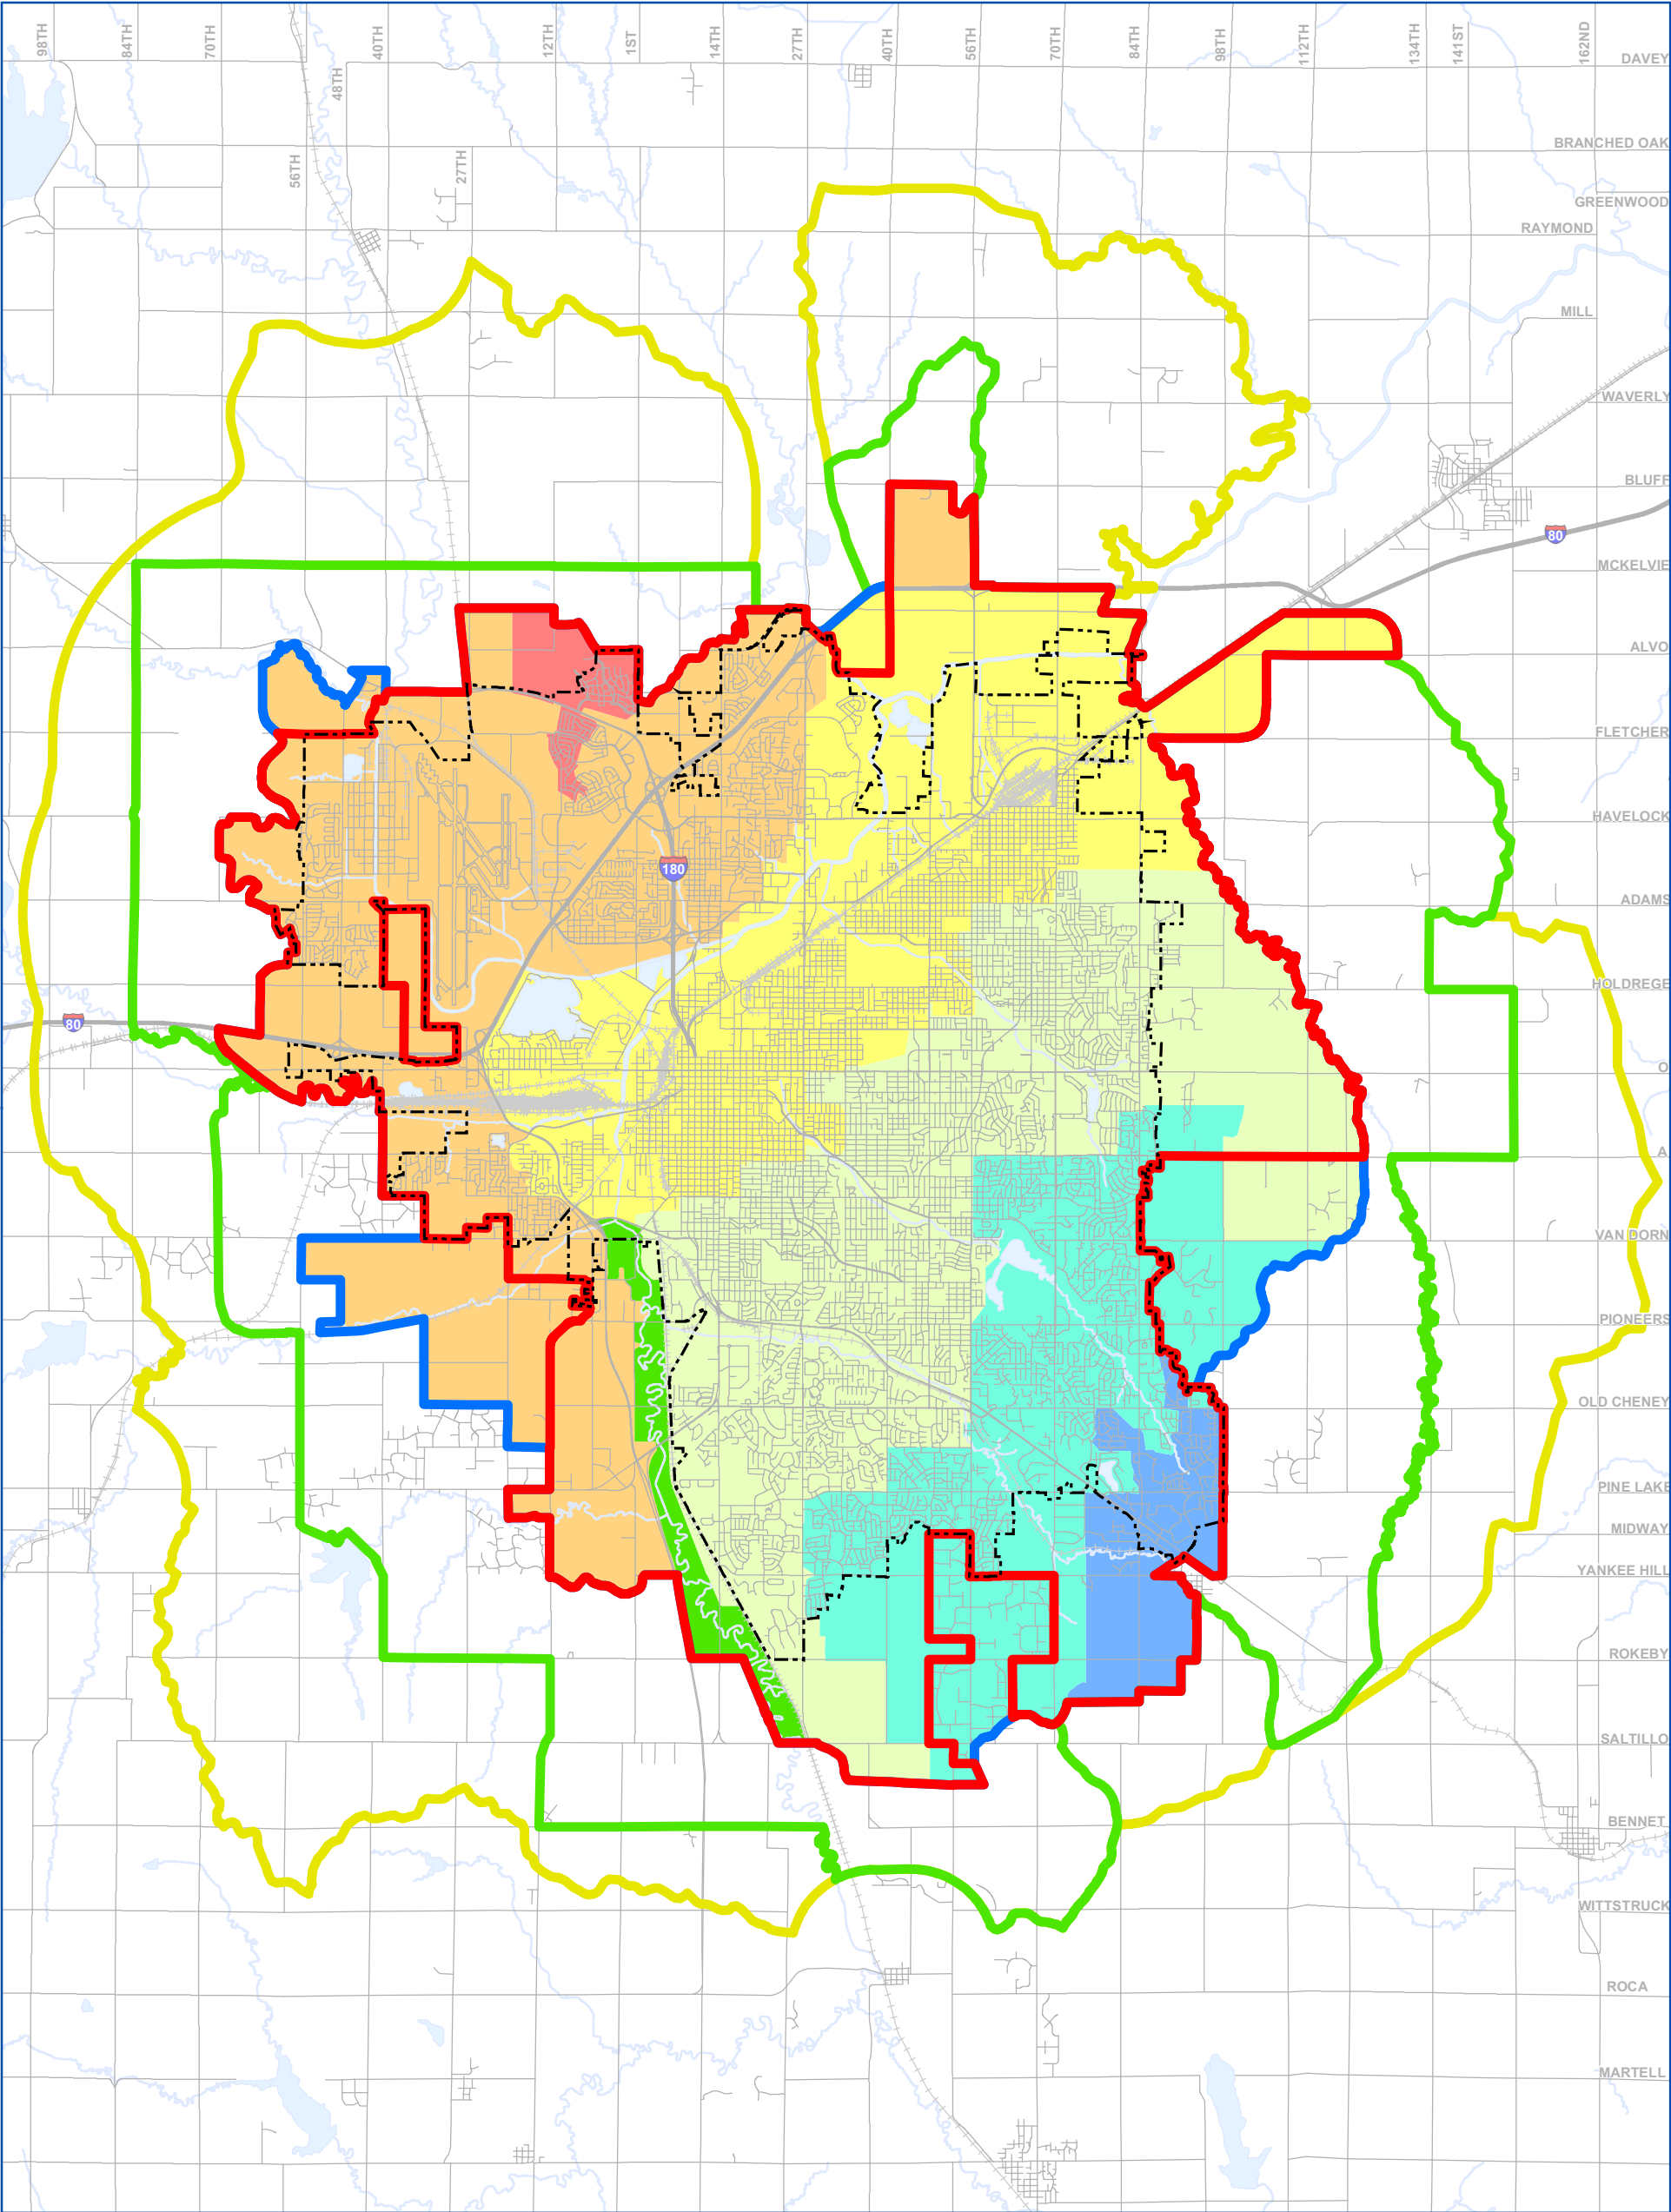 98TH
84TH
70TH
48TH
40TH
12TH
1ST
14TH
27TH
40TH
56TH
70TH
84TH
98TH
112TH
134TH
141ST
162ND
DAVEY
56TH
27TH
BRANCHED OAK
GREENWOOD
RAYMOND
MILL
WAVERLY
BLUFF
80
MCKELVIE
ALVO
FLETCHER
HAVELOCK
180
ADAMS
HOLDREGE
80
O
A
VAN DORN
PIONEERS
OLD CHENEY
PINE LAKE
MIDWAY
YANKEE HILL
ROKEBY
SALTILLO
BENNET
WITTSTRUCK
ROCA
MARTELL